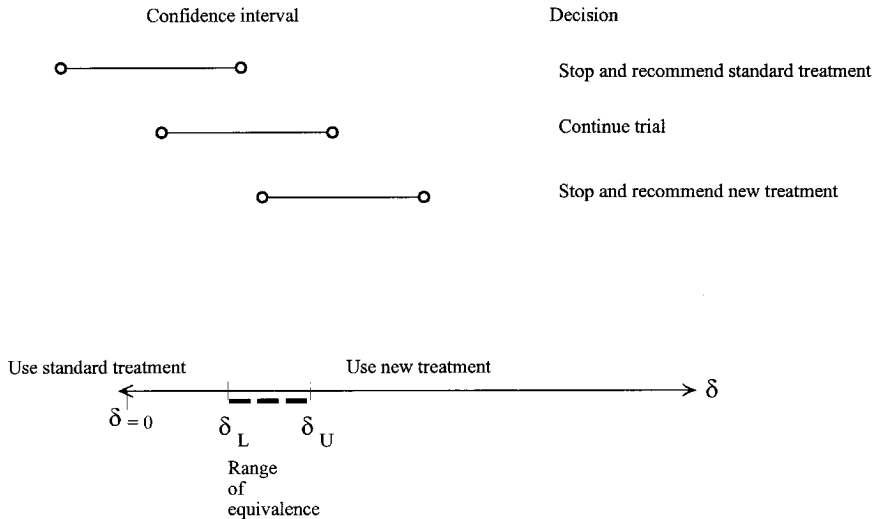 Confidence interval Decision
Stop and recommend standard treatment
Continue trial
Stop and recommend new treatment
Use standard treatment Use new treatment
δ
δ = 0 δ L δ U
Range
of
equivalence